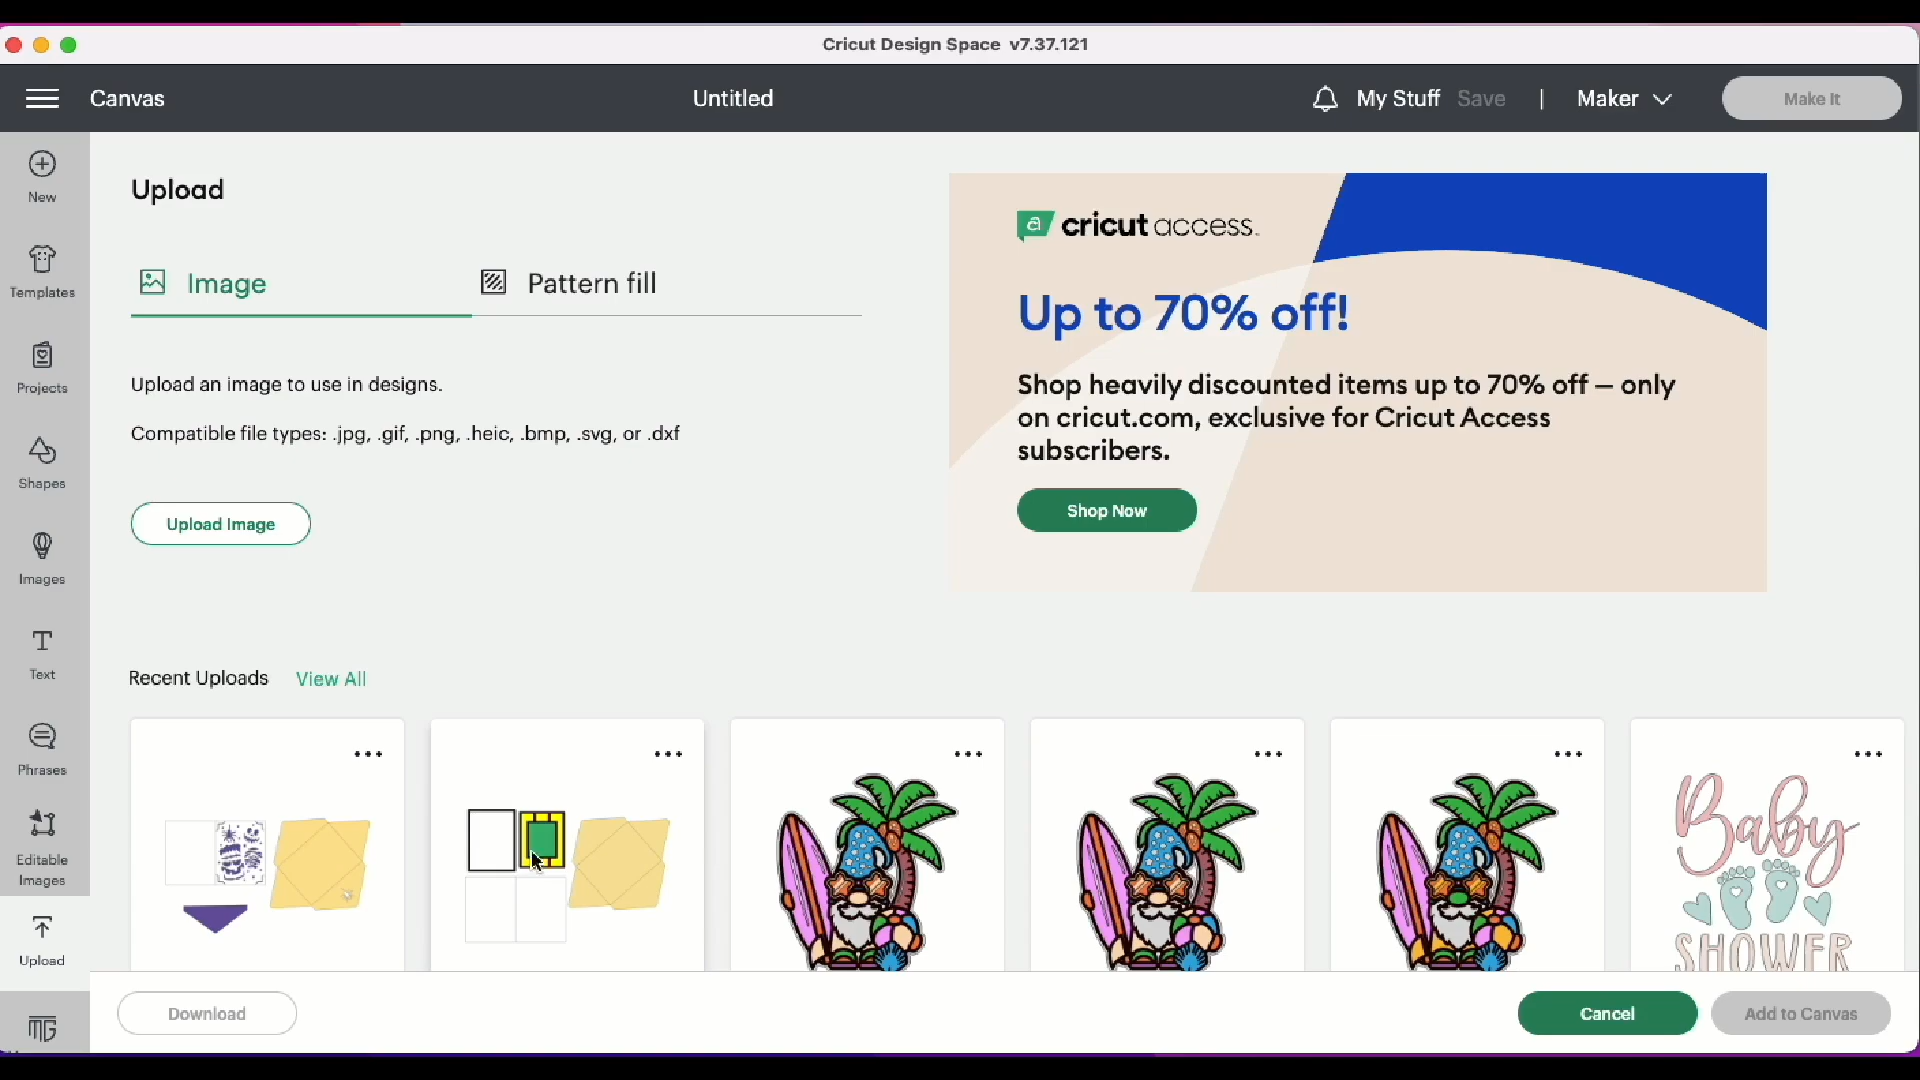 Cricut Design Space v7.37.121
Canvas
Untitled
My Stuff
Save
|
Maker
Make It
New
Templates
Projects
Shapes
Images
Text
Phrases
Editable
Images
Upload
Upload
Image
Pattern fill
Upload an image to use in designs.
Compatible file types: .jpg, .gif, .png, .heic, .bmp, .svg, or .dxf
Upload Image
a cricut access™
Up to 70% off!
Shop heavily discounted items up to 70% off – only
on cricut.com, exclusive for Cricut Access
subscribers.
Shop Now
Recent Uploads
View All
Baby
SHOWER
Download
Cancel
Add to Canvas